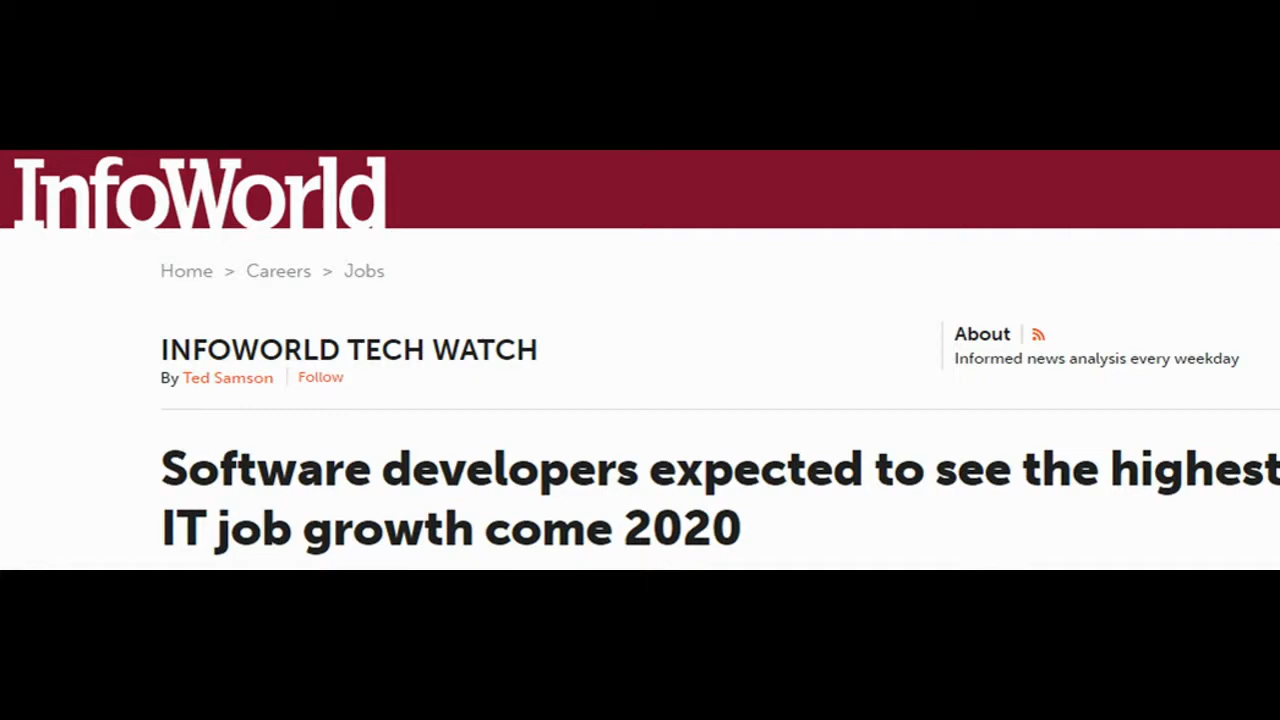 InfoWorld
Home > Careers > Jobs
INFOWORLD TECH WATCH
By Ted Samson | Follow
About
Informed news analysis every weekday
Software developers expected to see the highest
IT job growth come 2020